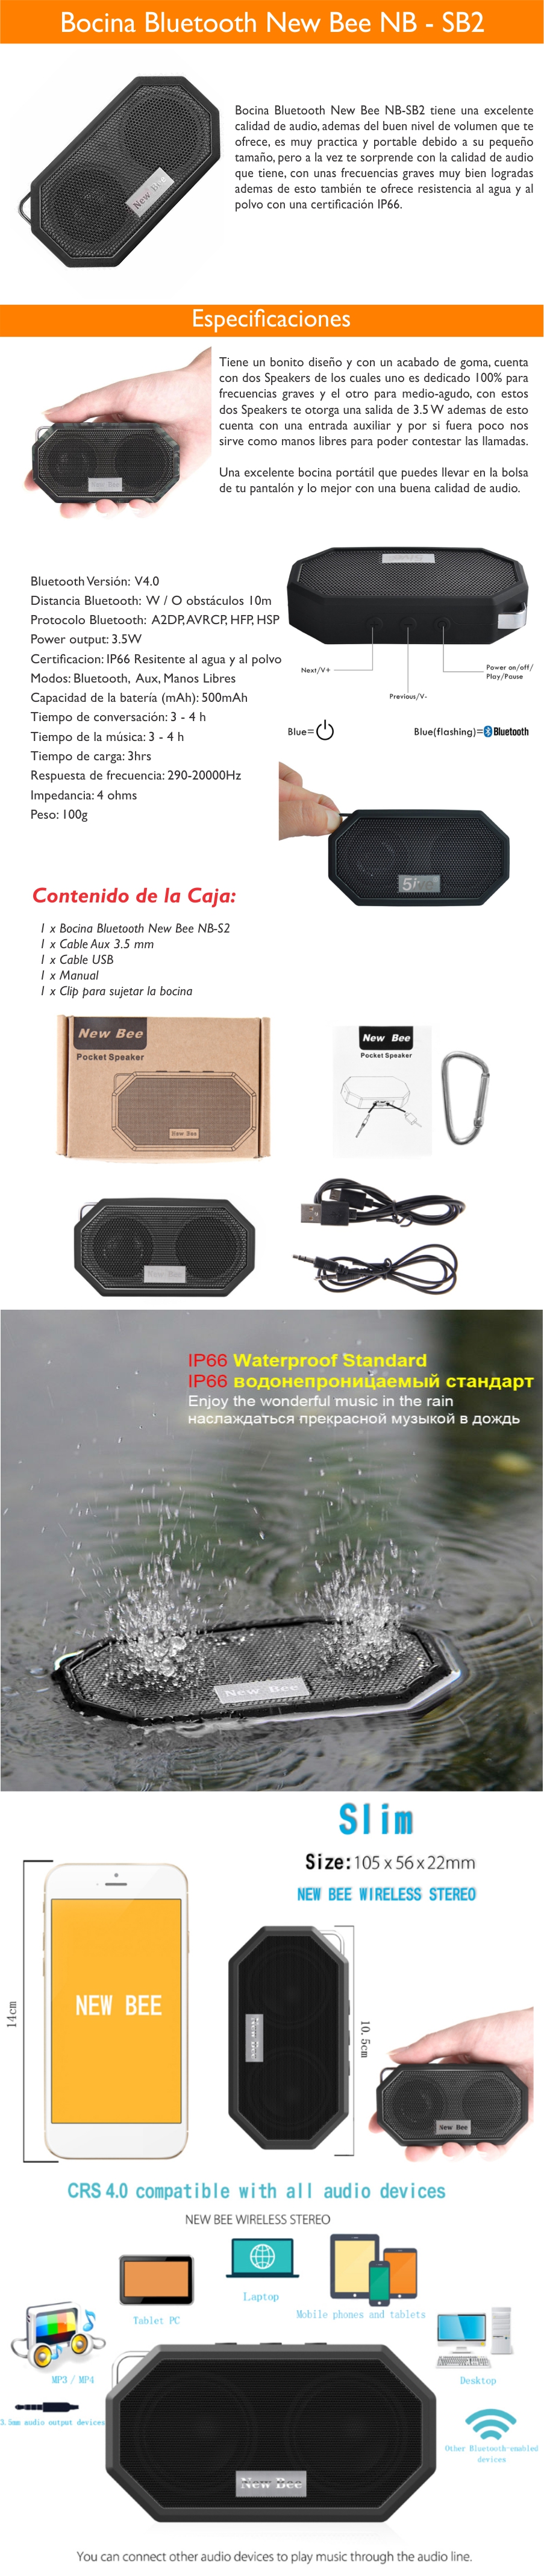 Bocina Bluetooth New Bee NB - SB2
Bocina Bluetooth New Bee NB-SB2 tiene una excelente
calidad de audio, ademas del buen nivel de volumen que te
ofrece, es muy practica y portable debido a su pequeño
tamaño, pero a la vez te sorprende con la calidad de audio
que tiene, con unas frecuencias graves muy bien logradas
ademas de esto también te ofrece resistencia al agua y al
polvo con una certificación IP66.
New Bee
Especificaciones
Tiene un bonito diseño y con un acabado de goma, cuenta
con dos Speakers de los cuales uno es dedicado 100% para
frecuencias graves y el otro para medio-agudo, con estos
dos Speakers te otorga una salida de 3.5 W ademas de esto
cuenta con una entrada auxiliar y por si fuera poco nos
sirve como manos libres para poder contestar las llamadas.
Una excelente bocina portátil que puedes llevar en la bolsa
de tu pantalón y lo mejor con una buena calidad de audio.
New Bee
Bluetooth Versión: V4.0
Distancia Bluetooth: W / O obstáculos 10m
Protocolo Bluetooth: A2DP, AVRCP, HFP, HSP
Power output: 3.5W
Certificacion: IP66 Resitente al agua y al polvo
Modos: Bluetooth, Aux, Manos Libres
Capacidad de la batería (mAh): 500mAh
Tiempo de conversación: 3 - 4 h
Tiempo de la música: 3 - 4 h
Tiempo de carga: 3hrs
Respuesta de frecuencia: 290-20000Hz
Impedancia: 4 ohms
Peso: 100g
Next/V+
Previous/V-
Power on/off/
Play/Pause
Blue=
Blue(flashing)= Bluetooth
5ive
Contenido de la Caja:
1 x Bocina Bluetooth New Bee NB-S2
1 x Cable Aux 3.5 mm
1 x Cable USB
1 x Manual
1 x Clip para sujetar la bocina
New Bee
Pocket Speaker
New Bee
New Bee
Pocket Speaker
New Bee
IP66 Waterproof Standard
IP66 водонепроницаемый стандарт
Enjoy the wonderful music in the rain
наслаждаться прекрасной музыкой в дождь
New Bee
Slim
Size: 105 x 56 x 22mm
NEW BEE WIRELESS STEREO
14cm
NEW BEE
New Bee
10.5cm
New Bee
CRS 4.0 compatible with all audio devices
NEW BEE WIRELESS STEREO
Laptop
Tablet PC
Mobile phones and tablets
MP3 / MP4
Desktop
3.5mm audio output devices
Other Bluetooth-enabled
devices
New Bee
You can connect other audio devices to play music through the audio line.